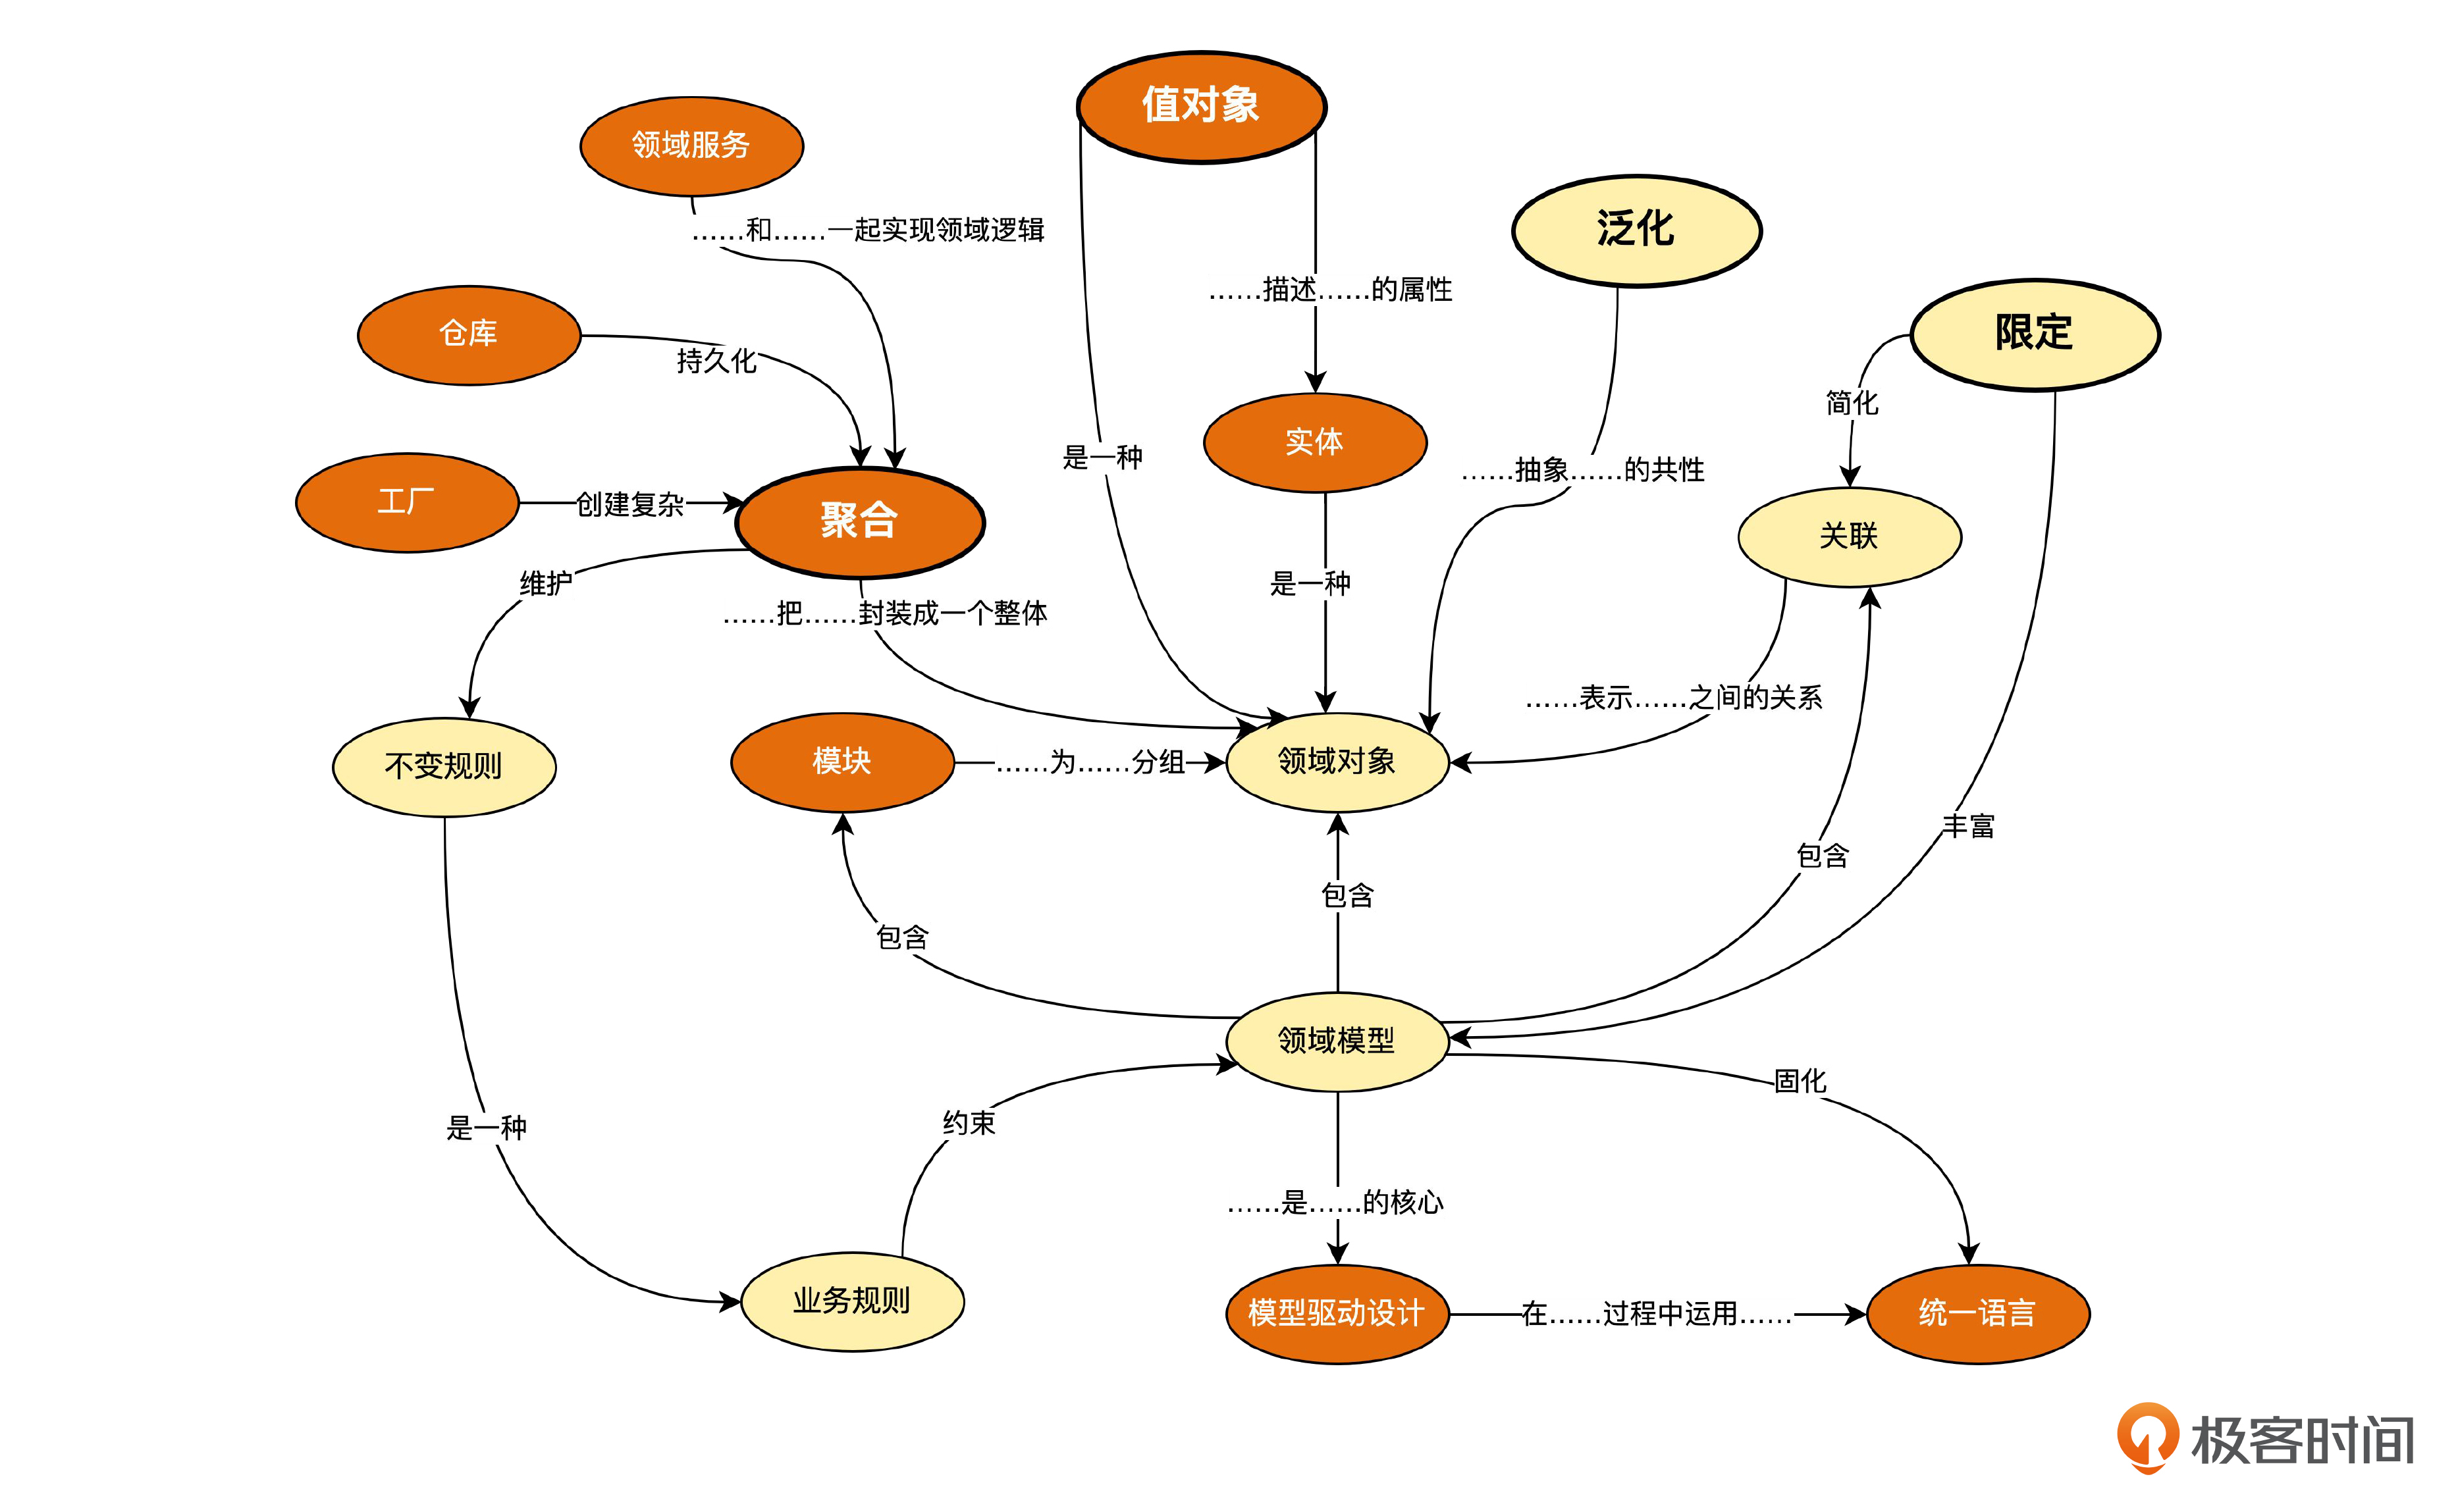 值对象
领域服务
泛化
……和……一起实现领域逻辑
……描述……的属性
限定
仓库
持久化
简化
实体
是一种
……抽象……的共性
工厂
创建复杂
聚合
关联
维护
是一种
……把……封装成一个整体
……表示……之间的关系
不变规则
模块
……为……分组
领域对象
丰富
包含
包含
包含
领域模型
固化
约束
是一种
……是……的核心
业务规则
模型驱动设计
在……过程中运用……
统一语言
极客时间